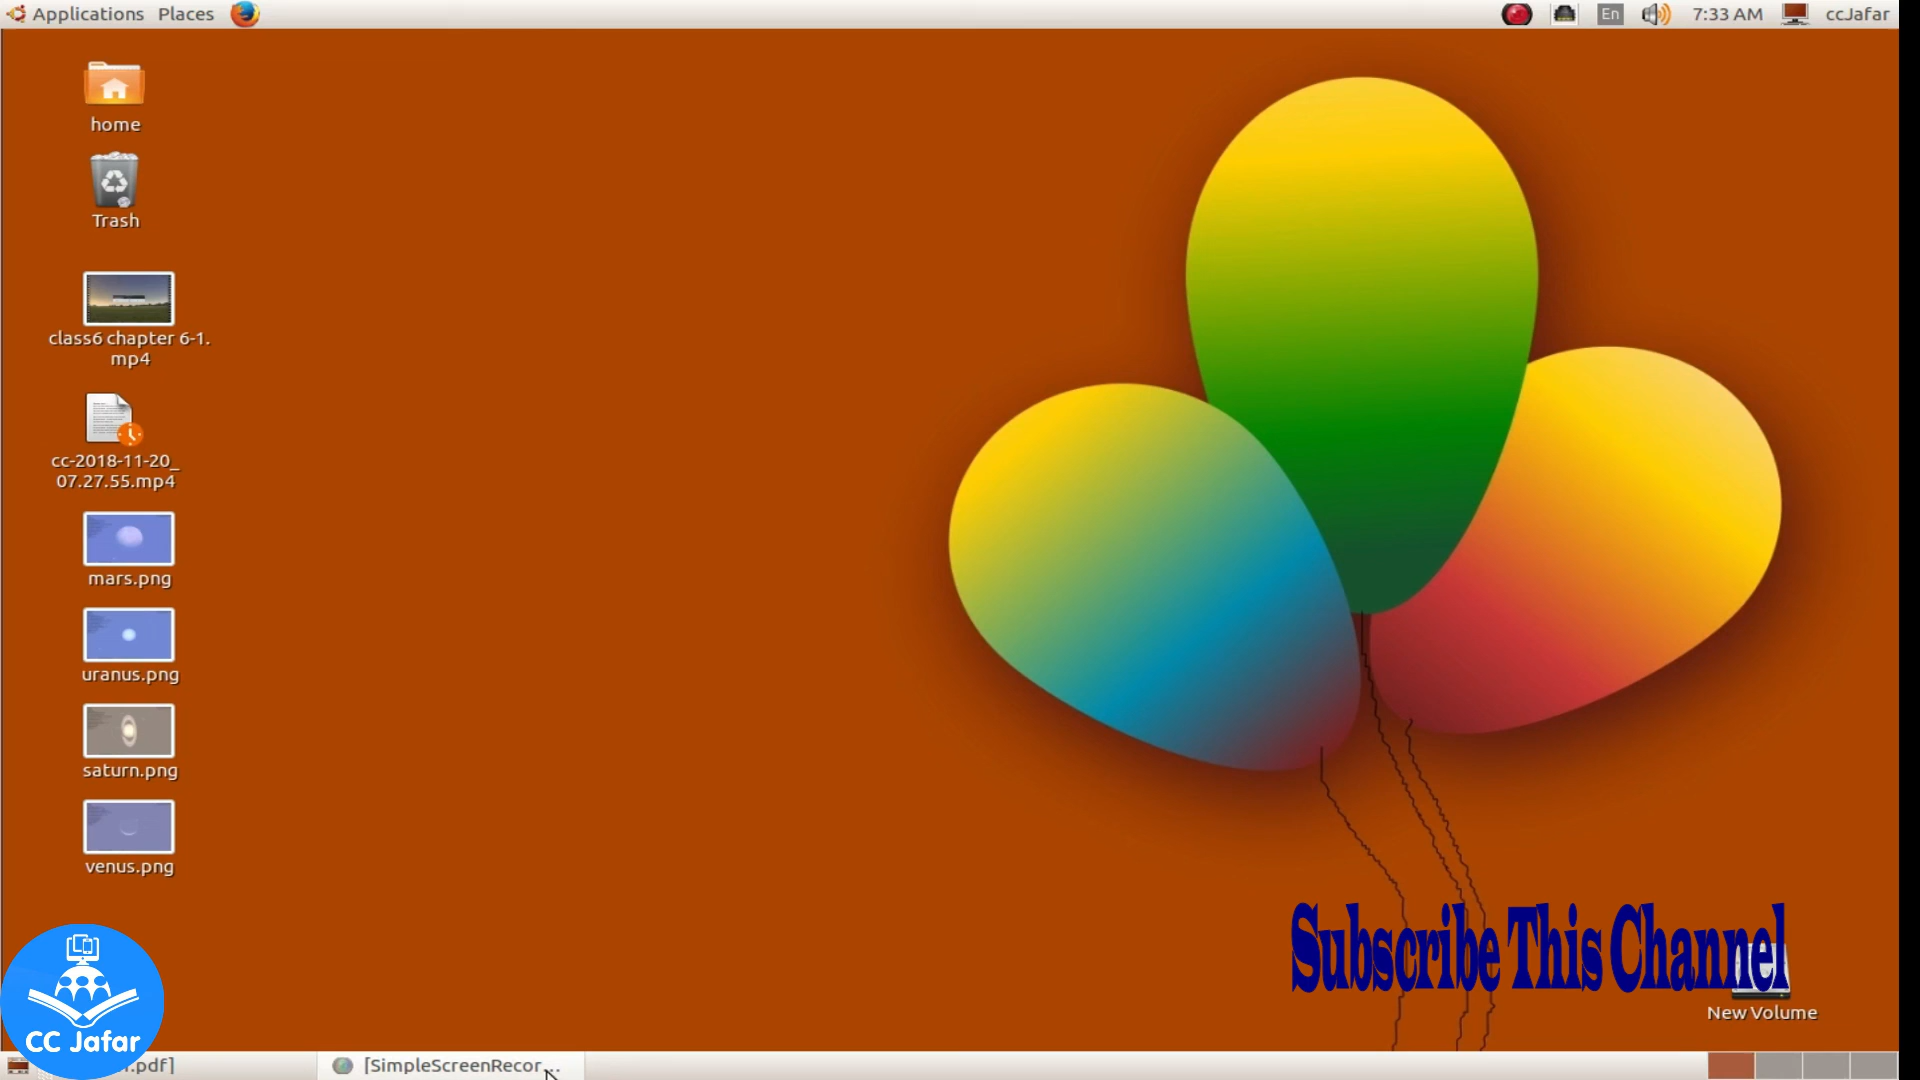 Applications Places
En 7:33 AM ccJafar
home
Trash
class6 chapter 6-1.
mp4
cc-2018-11-20_
07.27.55.mp4
mars.png
uranus.png
saturn.png
venus.png
Subscribe This Channel
New Volume
CC Jafar
.pdf]
[SimpleScreenRecor...